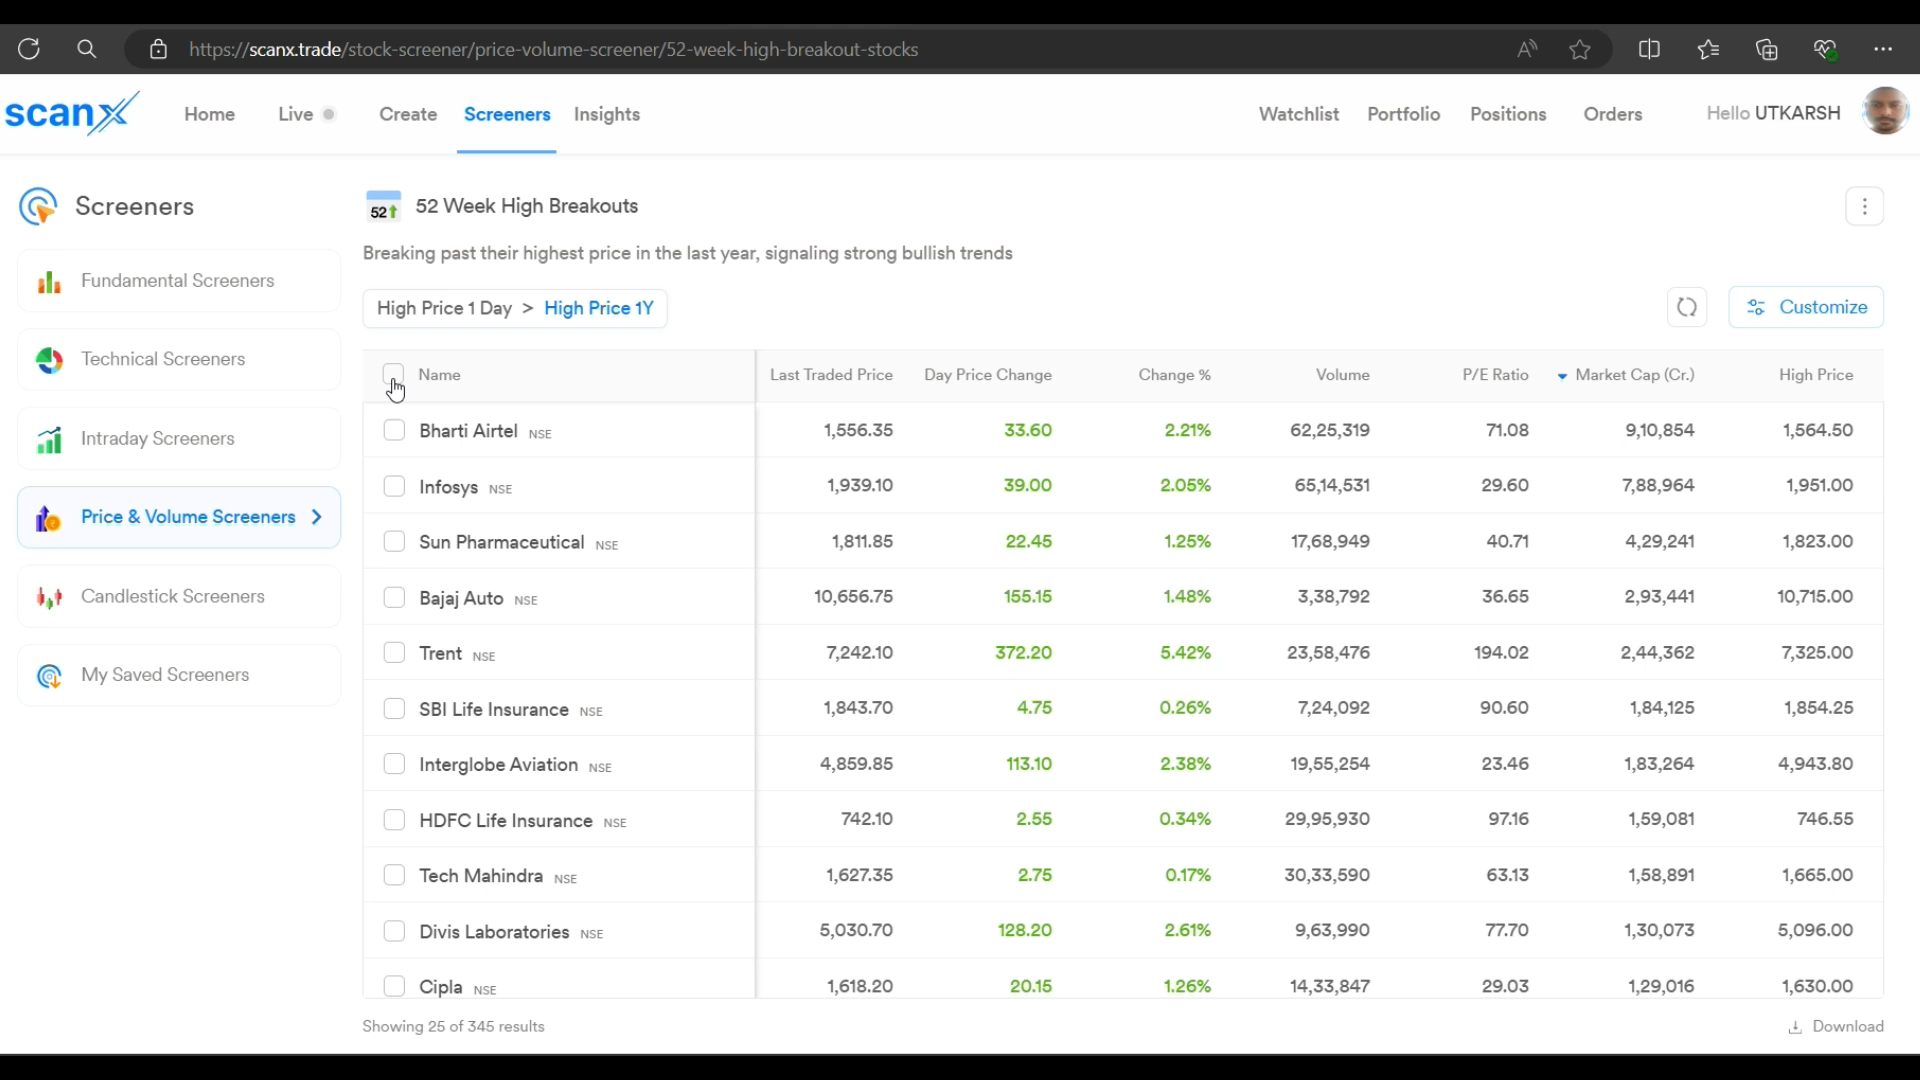 https://scanx.trade/stock-screener/price-volume-screener/52-week-high-breakout-stocks
scanx Home Live Create Screeners Insights Watchlist Portfolio Positions Orders Hello UTKARSH
Screeners
Fundamental Screeners
Technical Screeners
Intraday Screeners
Price & Volume Screeners
Candlestick Screeners
My Saved Screeners
52 52 Week High Breakouts
Breaking past their highest price in the last year, signaling strong bullish trends
High Price 1 Day > High Price 1Y Customize
Name Last Traded Price Day Price Change Change % Volume P/E Ratio Market Cap (Cr.) High Price
Bharti Airtel NSE 1,556.35 33.60 2.21% 62,25,319 71.08 9,10,854 1,564.50
Infosys NSE 1,939.10 39.00 2.05% 65,14,531 29.60 7,88,964 1,951.00
Sun Pharmaceutical NSE 1,811.85 22.45 1.25% 17,68,949 40.71 4,29,241 1,823.00
Bajaj Auto NSE 10,656.75 155.15 1.48% 3,38,792 36.65 2,93,441 10,715.00
Trent NSE 7,242.10 372.20 5.42% 23,58,476 194.02 2,44,362 7,325.00
SBI Life Insurance NSE 1,843.70 4.75 0.26% 7,24,092 90.60 1,84,125 1,854.25
Interglobe Aviation NSE 4,859.85 113.10 2.38% 19,55,254 23.46 1,83,264 4,943.80
HDFC Life Insurance NSE 742.10 2.55 0.34% 29,95,930 97.16 1,59,081 746.55
Tech Mahindra NSE 1,627.35 2.75 0.17% 30,33,590 63.13 1,58,891 1,665.00
Divis Laboratories NSE 5,030.70 128.20 2.61% 9,63,990 77.70 1,30,073 5,096.00
Cipla NSE 1,618.20 20.15 1.26% 14,33,847 29.03 1,29,016 1,630.00
Showing 25 of 345 results Download